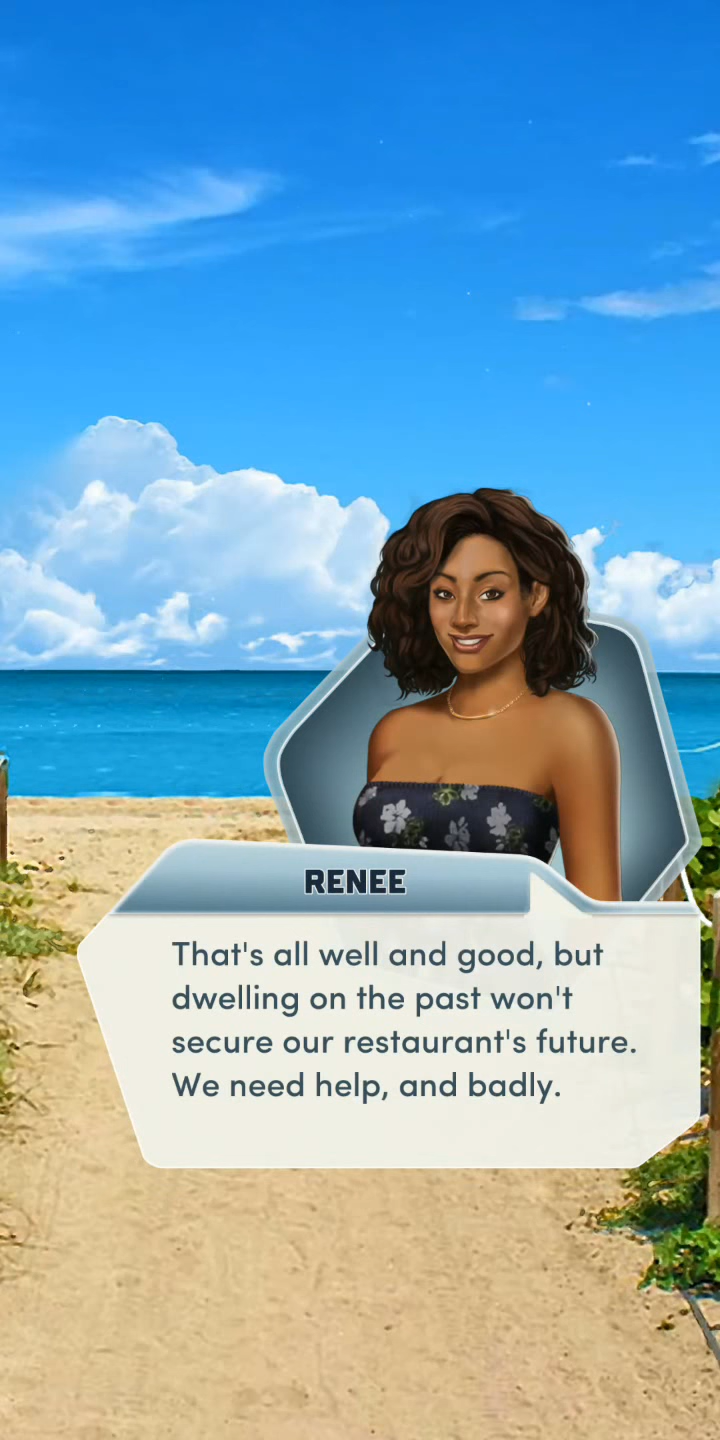 RENEE
That's all well and good, but
dwelling on the past won't
secure our restaurant's future.
We need help, and badly.